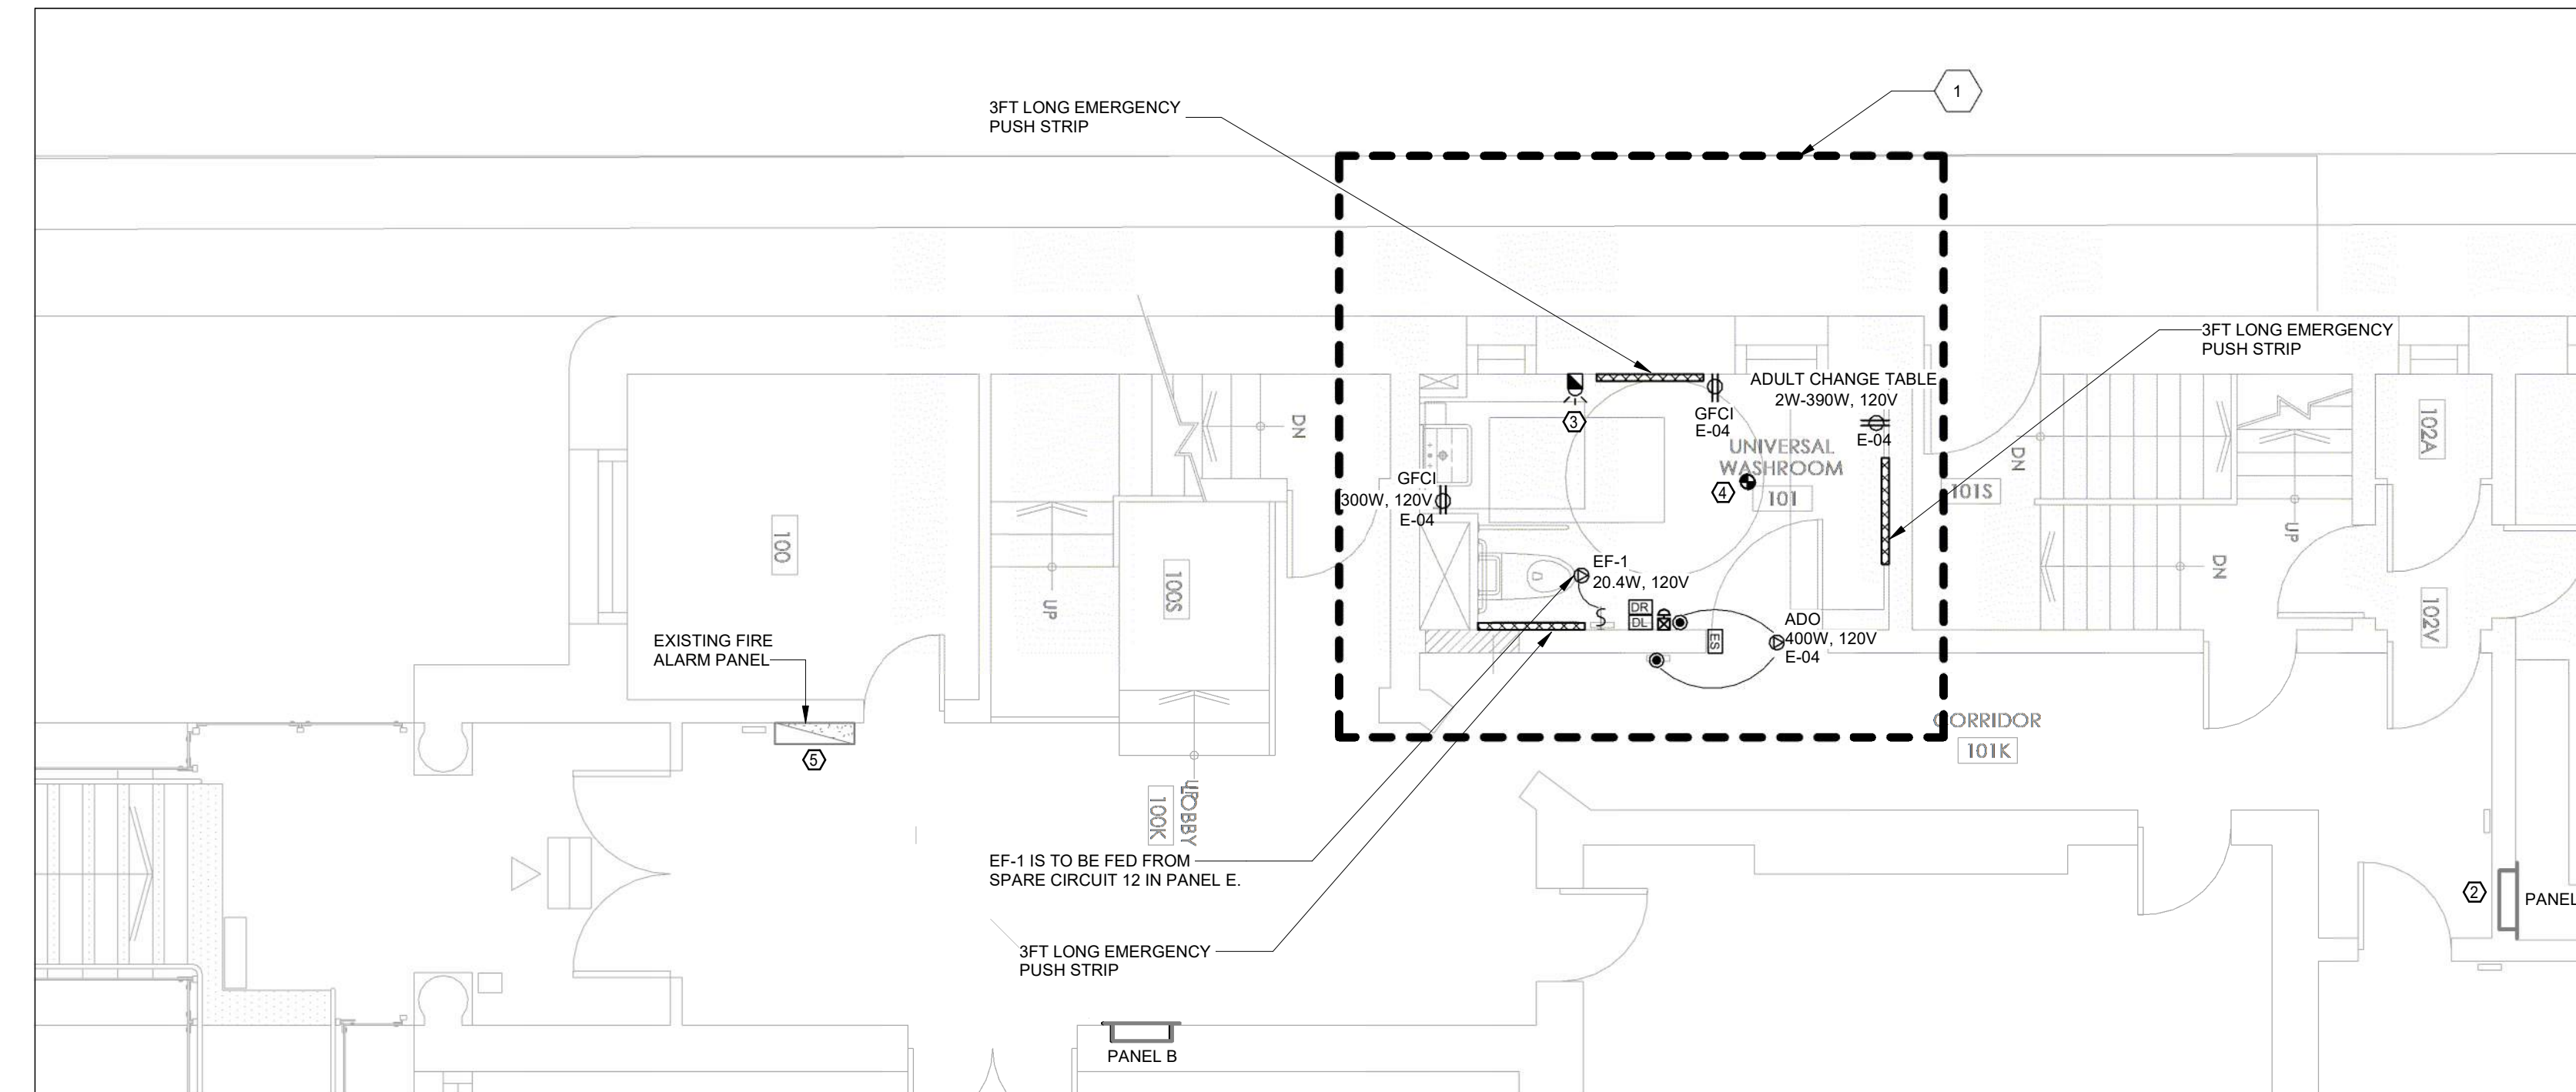 1
3FT LONG EMERGENCY
PUSH STRIP
3FT LONG EMERGENCY
PUSH STRIP
ADULT CHANGE TABLE
2W-390W, 120V
3
GFCI
E-04
E-04
DN
102A
UNIVERSAL
WASHROOM
101
4
GFCI
300W, 120V
E-04
101S
DN
UP
100
100S
UP
DN
102V
EF-1
20.4W, 120V
S
DR
DL
ES
ADO
400W, 120V
E-04
EXISTING FIRE
ALARM PANEL
5
CORRIDOR
101K
UP
LOBBY
100K
EF-1 IS TO BE FED FROM
SPARE CIRCUIT 12 IN PANEL E.
2
PANEL
3FT LONG EMERGENCY
PUSH STRIP
PANEL B